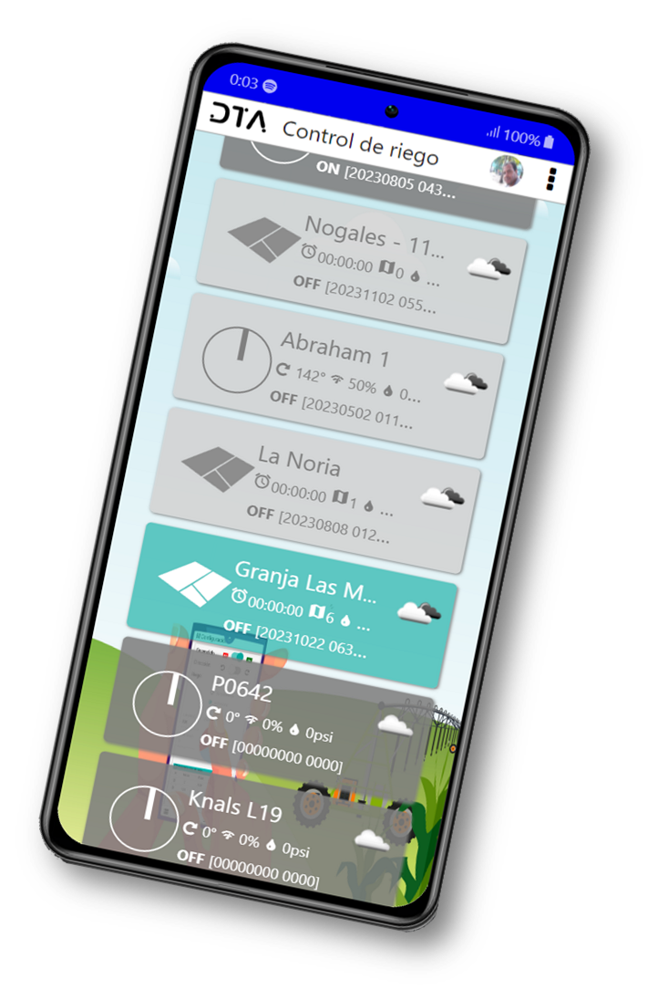 0:03
100%
DTA
Control de riego
ON [20230805 043...
Nogales - 11...
00:00:00 0 ...
OFF [20231102 055...
Abraham 1
142° 50% 0...
OFF [20230502 011...
La Noria
00:00:00 1 ...
OFF [20230808 012...
Granja Las M...
00:00:00 6 ...
OFF [20231022 063...
P0642
0° 0% 0psi
OFF [00000000 0000]
Knals L19
0° 0% 0psi
OFF [00000000 0000]